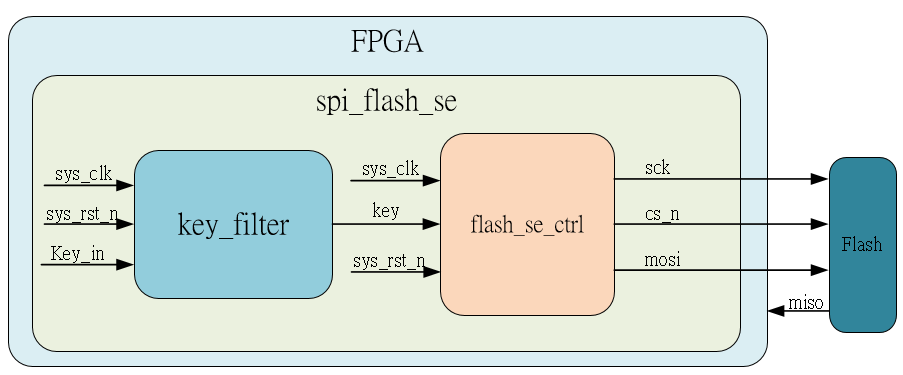 FPGA
spi_flash_se
sys_clk
sys_rst_n
Key_in
key_filter
sys_clk
key
sys_rst_n
flash_se_ctrl
sck
cs_n
mosi
miso
Flash